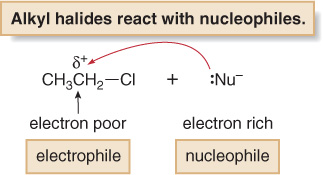 Alkyl halides react with nucleophiles.
δ+
CH₃CH₂—Cl + :Nu⁻
electron poor electron rich
electrophile nucleophile